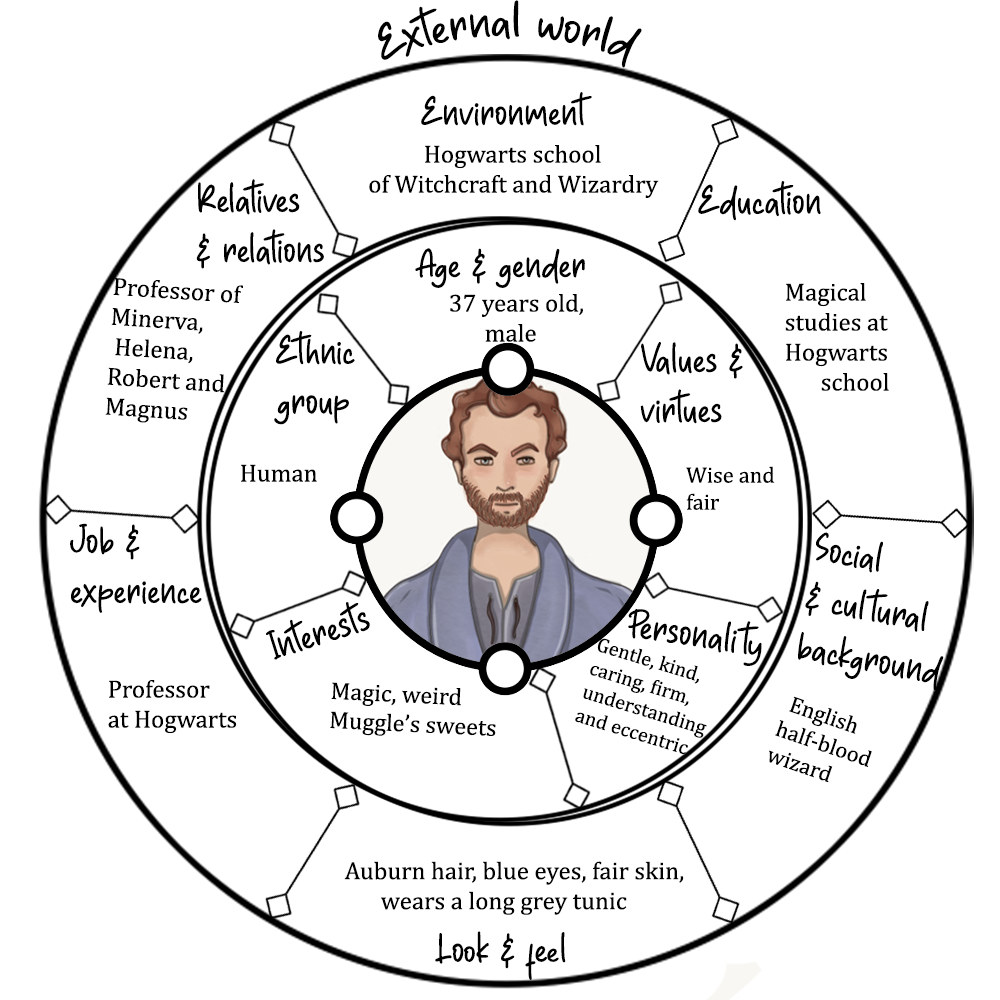 External world
Environment
Hogwarts school
of Witchcraft and Wizardry
Relatives
& relations
Professor of
Minerva,
Helena,
Robert and
Magnus
Education
Magical
studies at
Hogwarts
school
Age & gender
37 years old,
male
Ethnic
group
Human
Values &
virtues
Wise and
fair
Job &
experience
Professor
at Hogwarts
Interests
Magic, weird
Muggle’s sweets
Personality
Gentle, kind,
caring, firm,
understanding
and eccentric
Social
& cultural
background
English
half-blood
wizard
Auburn hair, blue eyes, fair skin,
wears a long grey tunic
Look & feel